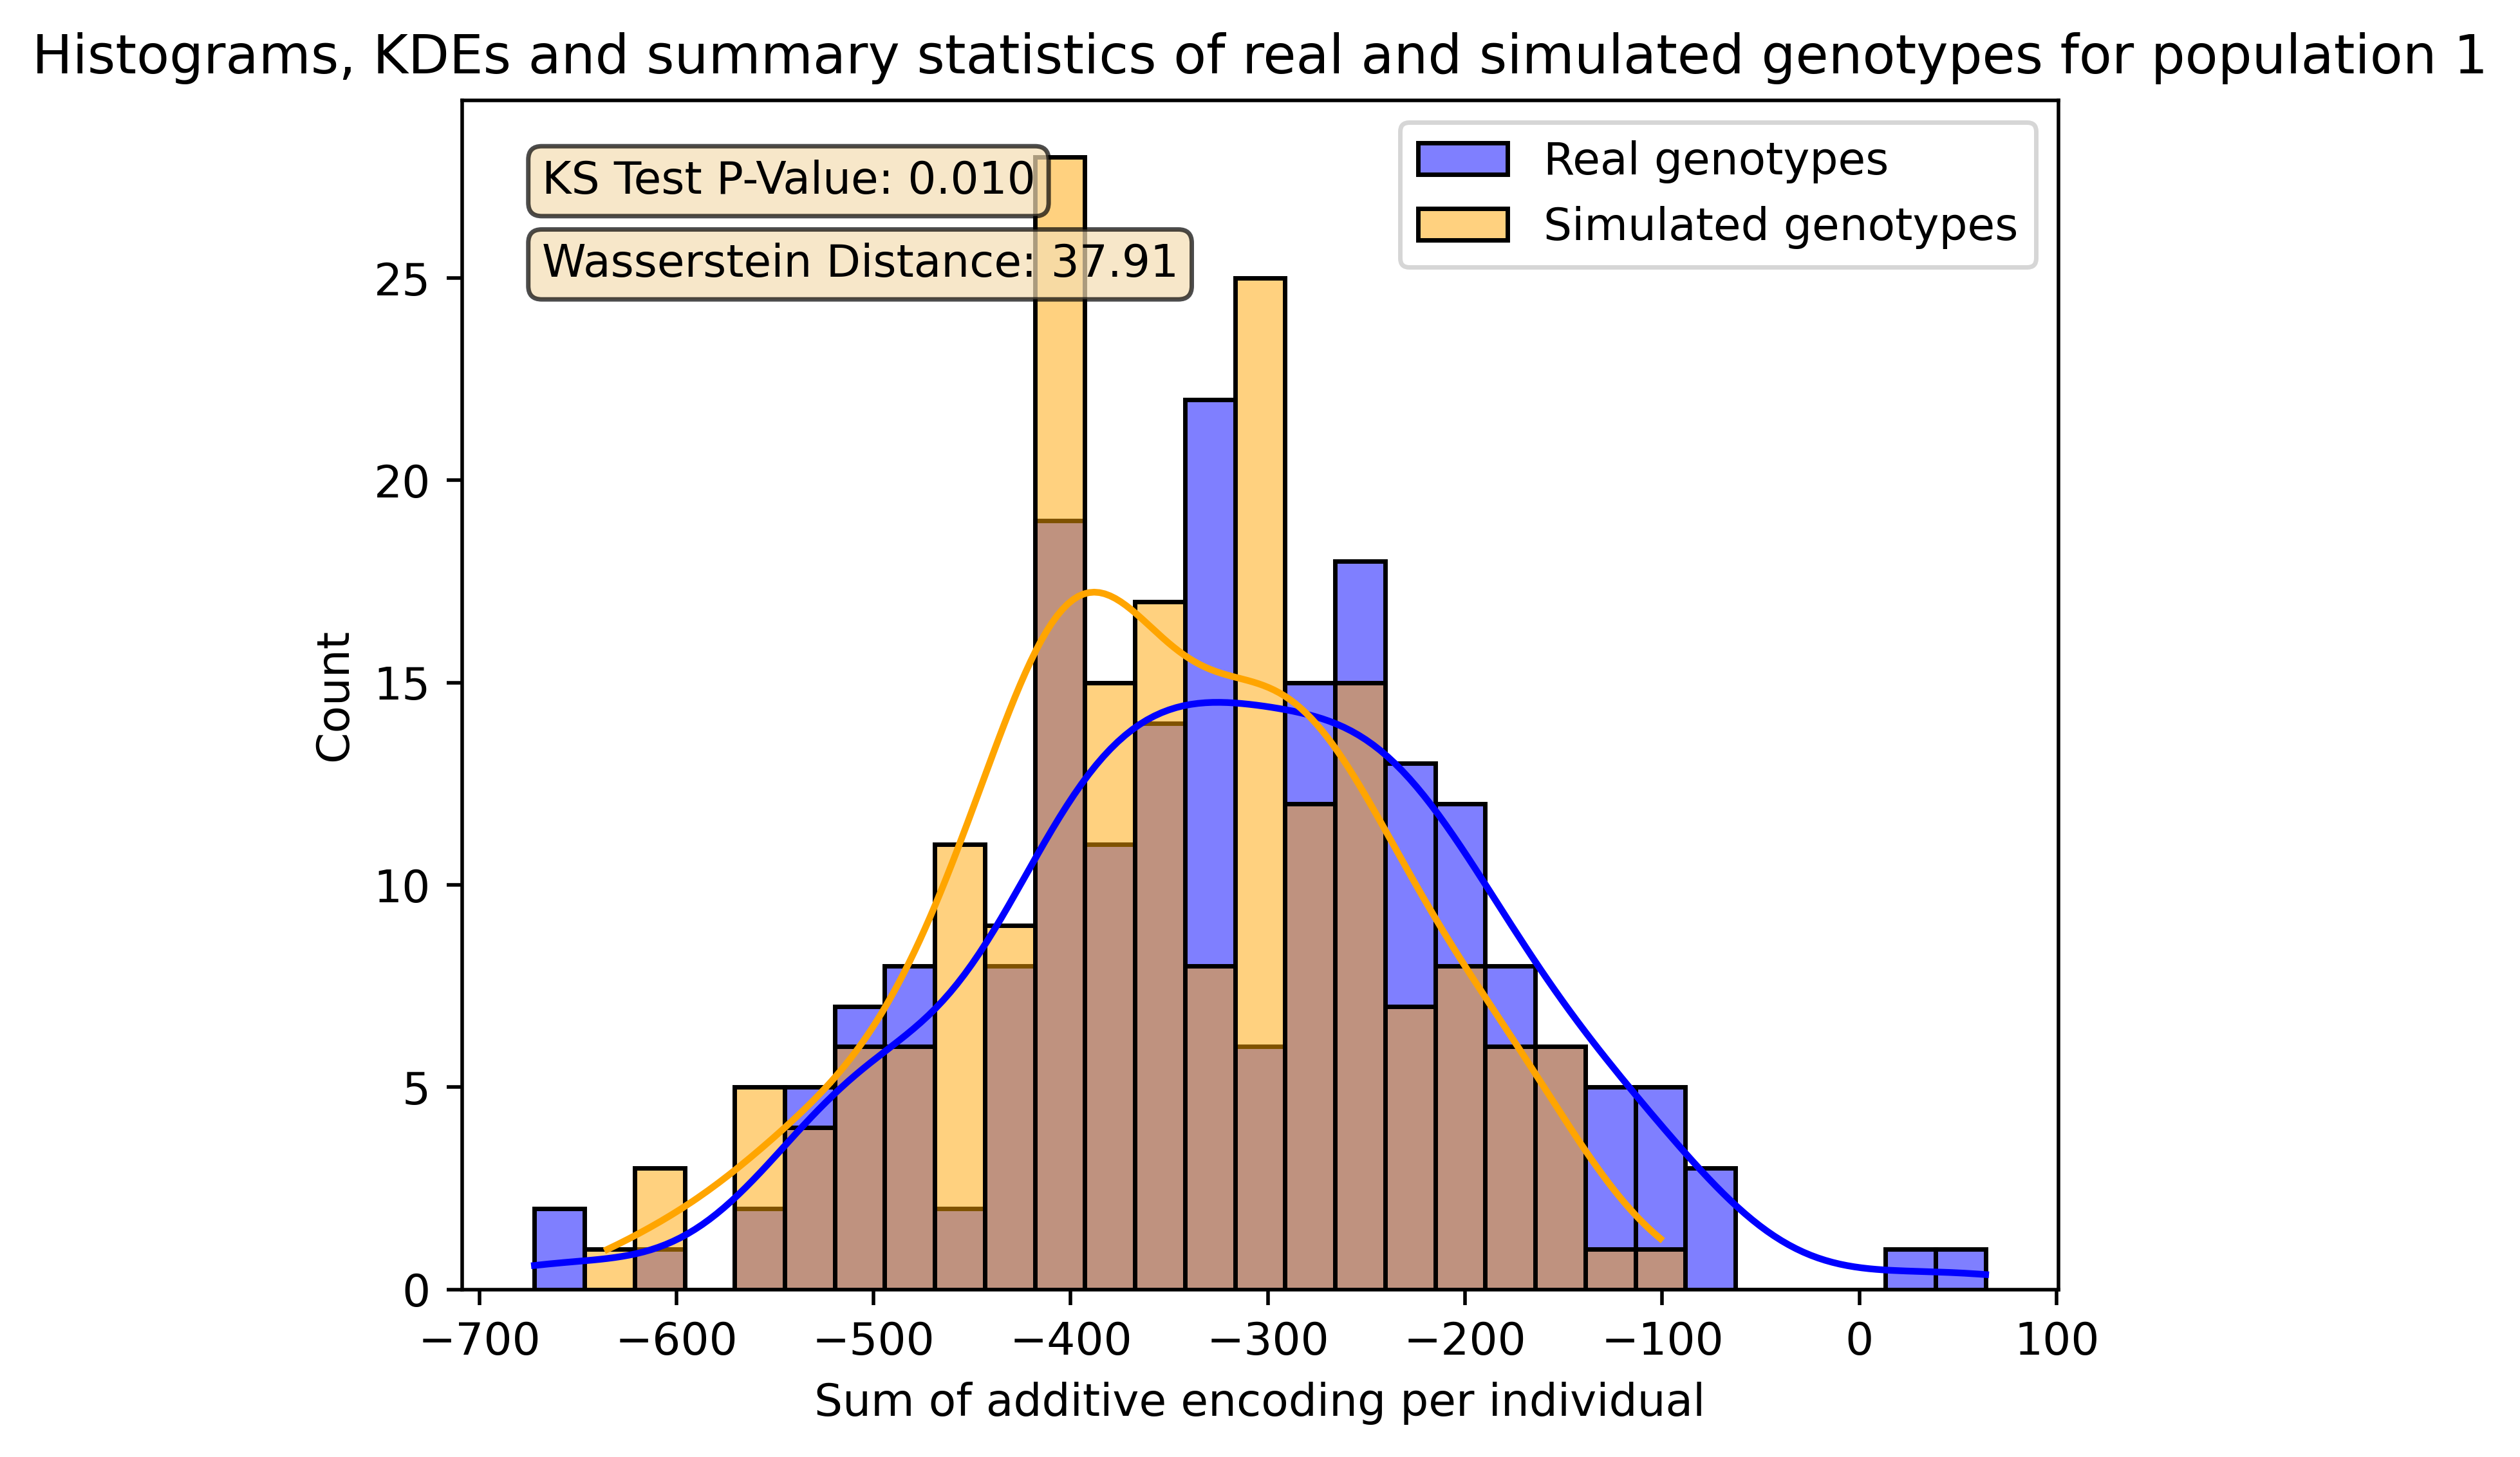 Histograms, KDEs and summary statistics of real and simulated genotypes for population 1
KS Test P-Value: 0.010
Wasserstein Distance: 37.91
Real genotypes
Simulated genotypes
Count
25
20
15
10
5
0
−700 −600 −500 −400 −300 −200 −100 0 100
Sum of additive encoding per individual